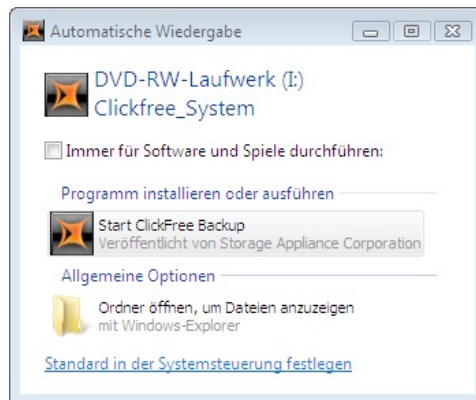 Automatische Wiedergabe
DVD-RW-Laufwerk (I:)
Clickfree_System
Immer für Software und Spiele durchführen:
Programm installieren oder ausführen
Start ClickFree Backup
Veröffentlicht von Storage Appliance Corporation
Allgemeine Optionen
Ordner öffnen, um Dateien anzuzeigen
mit Windows-Explorer
Standard in der Systemsteuerung festlegen